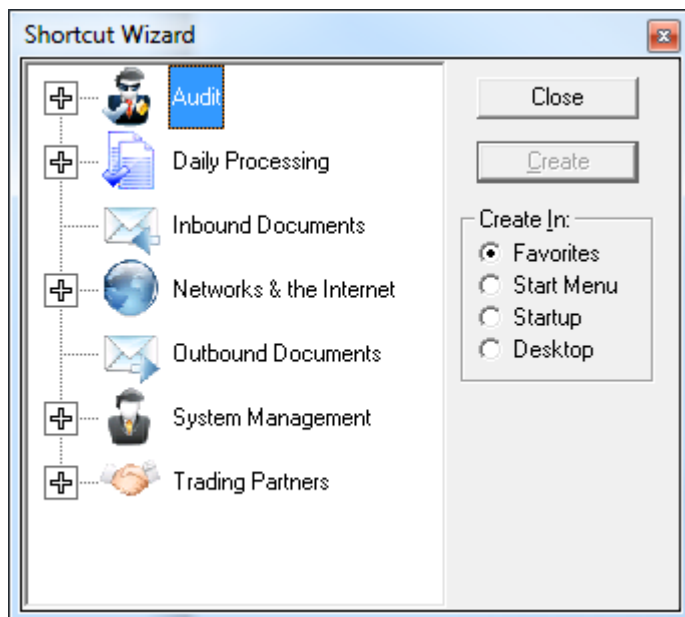 Shortcut Wizard
Audit
Daily Processing
Inbound Documents
Networks & the Internet
Outbound Documents
System Management
Trading Partners
Close
Create
Create In:
Favorites
Start Menu
Startup
Desktop